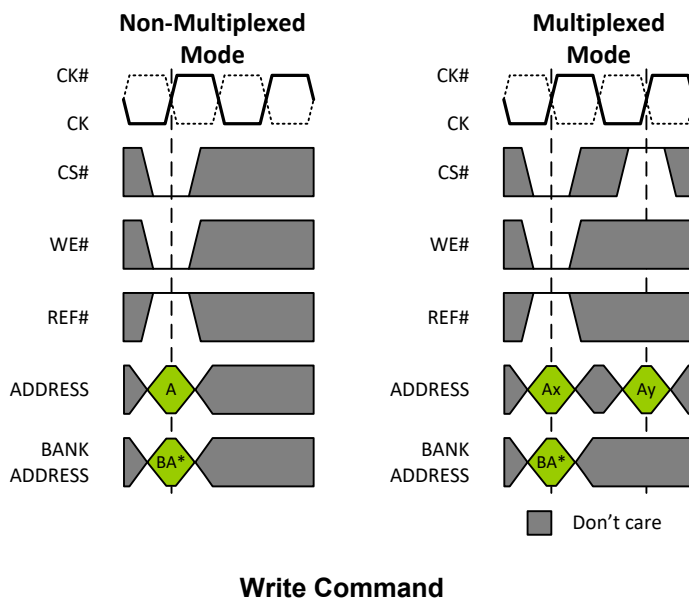 Non-Multiplexed
Mode
Multiplexed
Mode
CK#
CK
CK#
CK
CS#
CS#
WE#
WE#
REF#
REF#
ADDRESS
A
ADDRESS
Ax
Ay
BANK
ADDRESS
BA*
BANK
ADDRESS
BA*
Don't care
Write Command